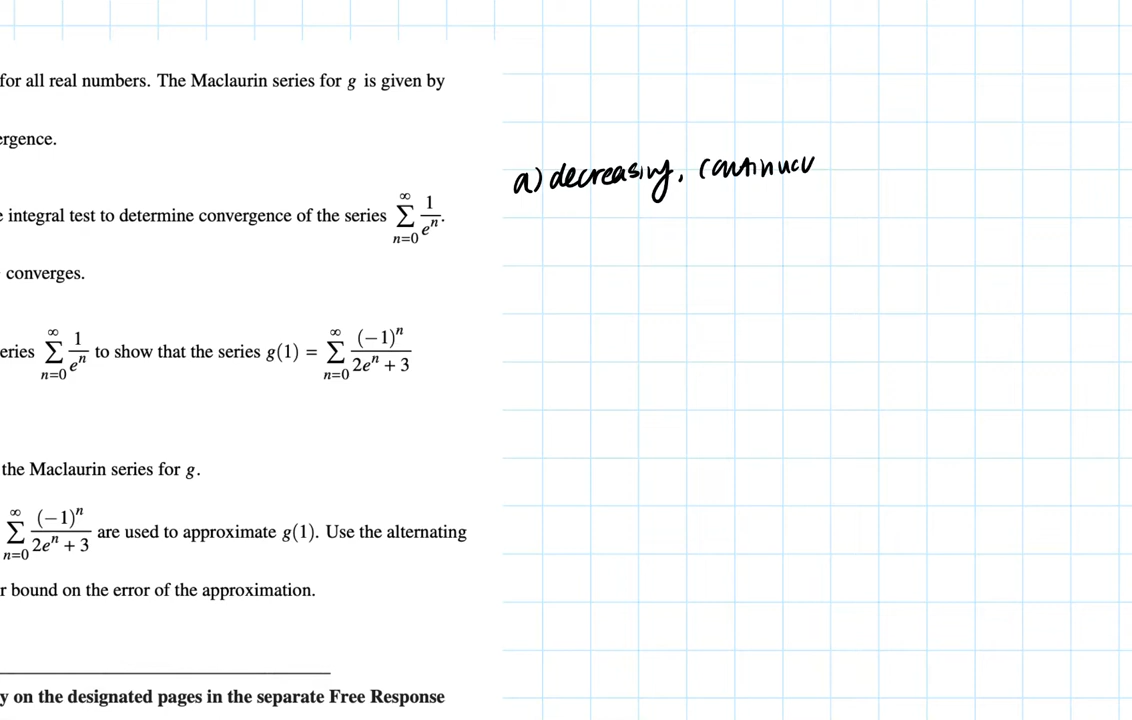 for all real numbers. The Maclaurin series for g is given by
ergence.
a) decreasing, continuou
e integral test to determine convergence of the series ∑_{n=0}^{∞} 1/e^n.
converges.
eries ∑_{n=0}^{∞} 1/e^n to show that the series g(1) = ∑_{n=0}^{∞} (−1)^n/(2e^n + 3)
the Maclaurin series for g.
∑_{n=0}^{∞} (−1)^n/(2e^n + 3) are used to approximate g(1). Use the alternating
r bound on the error of the approximation.
y on the designated pages in the separate Free Response